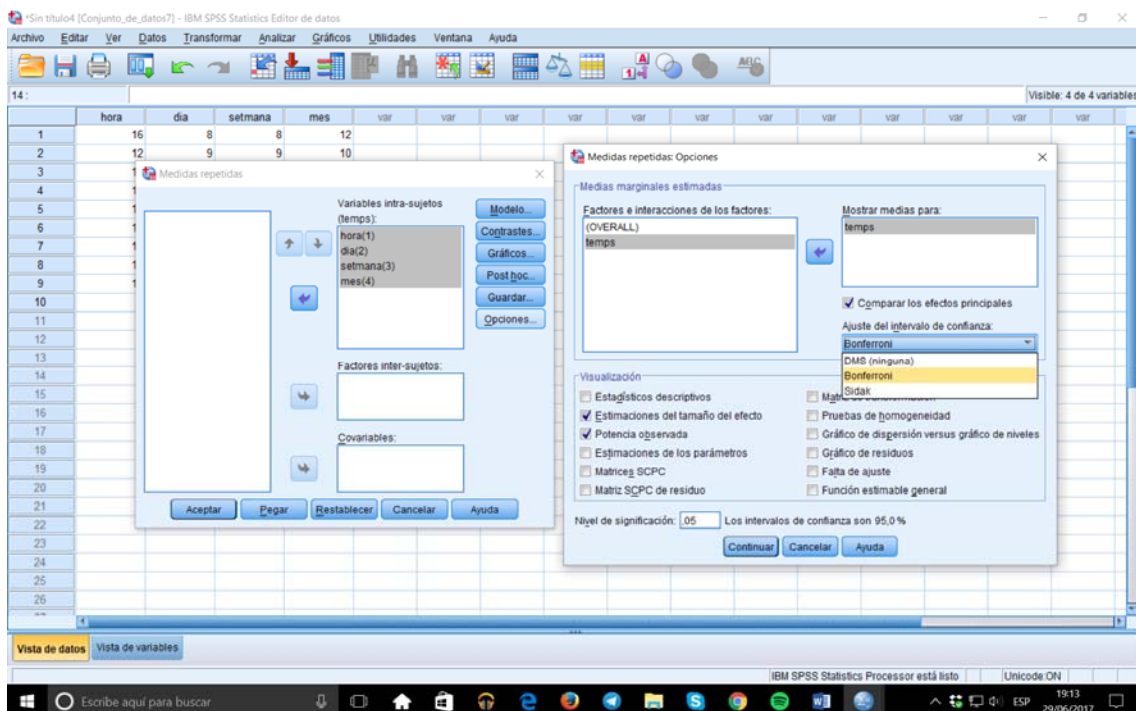 *Sin título4 [Conjunto_de_datos7] - IBM SPSS Statistics Editor de datos
Archivo Editar Ver Datos Transformar Analizar Gráficos Utilidades Ventana Ayuda
14 :
Visible: 4 de 4 variables
hora dia setmana mes var var var var var var var var var var var
1 16 8 8 12
2 12 9 9 10
3 1
4 1
5 1
6 1
7 1
8 1
9 1
10
11
12
13
14
15
16
17
18
19
20
21
22
23
24
25
26
Medidas repetidas
Variables intra-sujetos
(temps):
hora(1)
dia(2)
setmana(3)
mes(4)
Modelo...
Contrastes...
Gráficos...
Post hoc...
Guardar...
Opciones...
Factores inter-sujetos:
Covariables:
Aceptar Pegar Restablecer Cancelar Ayuda
Medidas repetidas: Opciones
Medias marginales estimadas
Factores e interacciones de los factores:
(OVERALL)
temps
Mostrar medias para:
temps
Comparar los efectos principales
Ajuste del intervalo de confianza:
Bonferroni
DMS (ninguna)
Bonferroni
Sidak
Visualización
Estadísticos descriptivos
Estimaciones del tamaño del efecto
Potencia observada
Estimaciones de los parámetros
Matrices SCPC
Matriz SCPC de residuo
Pruebas de homogeneidad
Gráfico de dispersión versus gráfico de niveles
Gráfico de residuos
Falta de ajuste
Función estimable general
Nivel de significación: .05 Los intervalos de confianza son 95,0 %
Continuar Cancelar Ayuda
Vista de datos Vista de variables
IBM SPSS Statistics Processor está listo Unicode:ON
Escribe aquí para buscar
ESP
19:13
29/06/2017